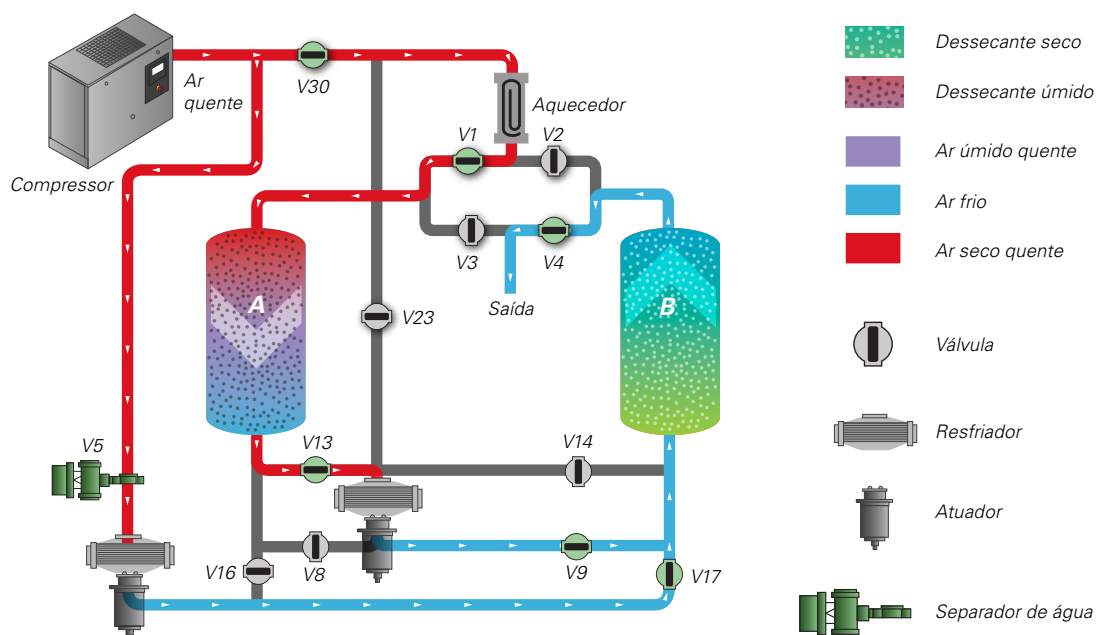 Ar
quente
V30
Compressor
Aquecedor
V1
V2
V3
V4
Saída
A
B
V23
V5
V13
V14
V16
V8
V9
V17
Dessecante seco
Dessecante úmido
Ar úmido quente
Ar frio
Ar seco quente
Válvula
Resfriador
Atuador
Separador de água